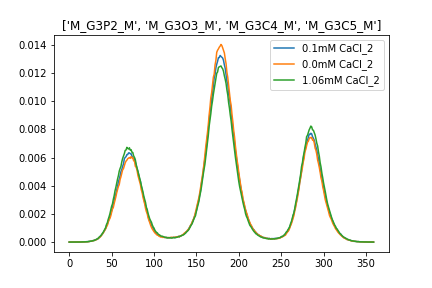 ['M_G3P2_M', 'M_G3O3_M', 'M_G3C4_M', 'M_G3C5_M']
0.014
0.012
0.010
0.008
0.006
0.004
0.002
0.000
0.1mM CaCl_2
0.0mM CaCl_2
1.06mM CaCl_2
0 50 100 150 200 250 300 350